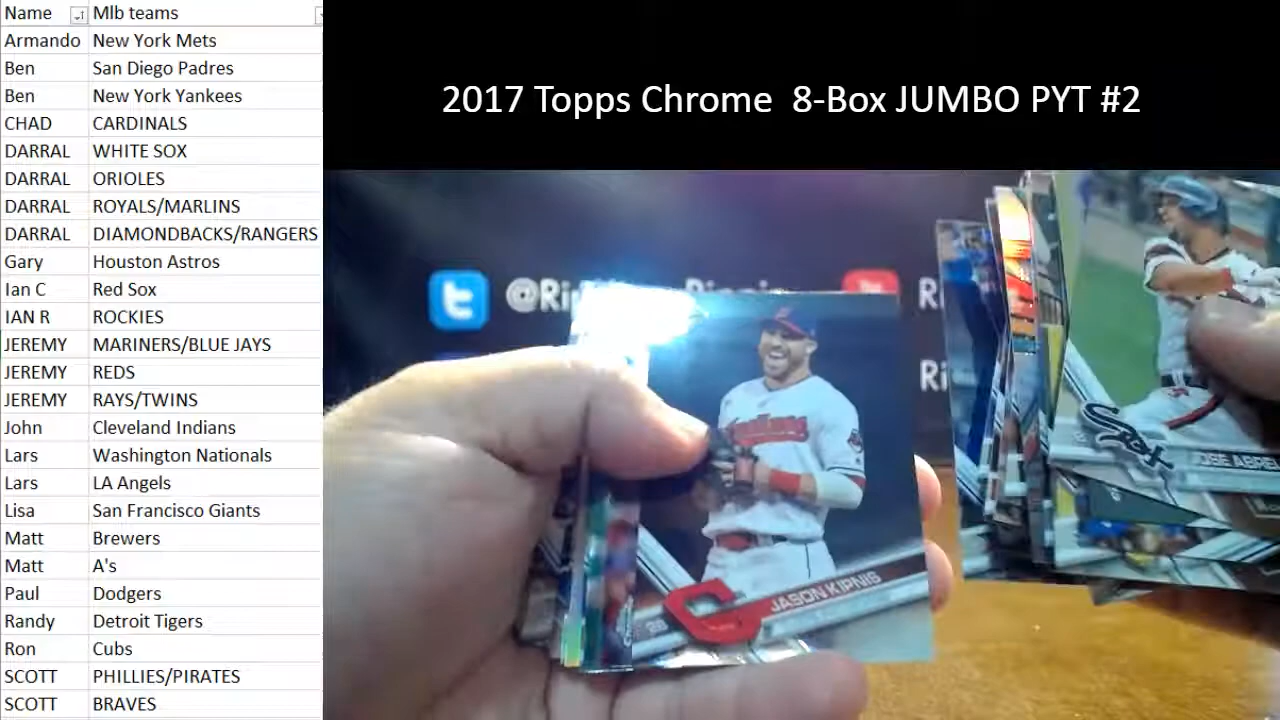 Name Mlb teams
Armando New York Mets
Ben San Diego Padres
Ben New York Yankees
CHAD CARDINALS
DARRAL WHITE SOX
DARRAL ORIOLES
DARRAL ROYALS/MARLINS
DARRAL DIAMONDBACKS/RANGERS
Gary Houston Astros
Ian C Red Sox
IAN R ROCKIES
JEREMY MARINERS/BLUE JAYS
JEREMY REDS
JEREMY RAYS/TWINS
John Cleveland Indians
Lars Washington Nationals
Lars LA Angels
Lisa San Francisco Giants
Matt Brewers
Matt A's
Paul Dodgers
Randy Detroit Tigers
Ron Cubs
SCOTT PHILLIES/PIRATES
SCOTT BRAVES
2017 Topps Chrome 8-Box JUMBO PYT #2
JASON KIPNIS
2B
C
Sox